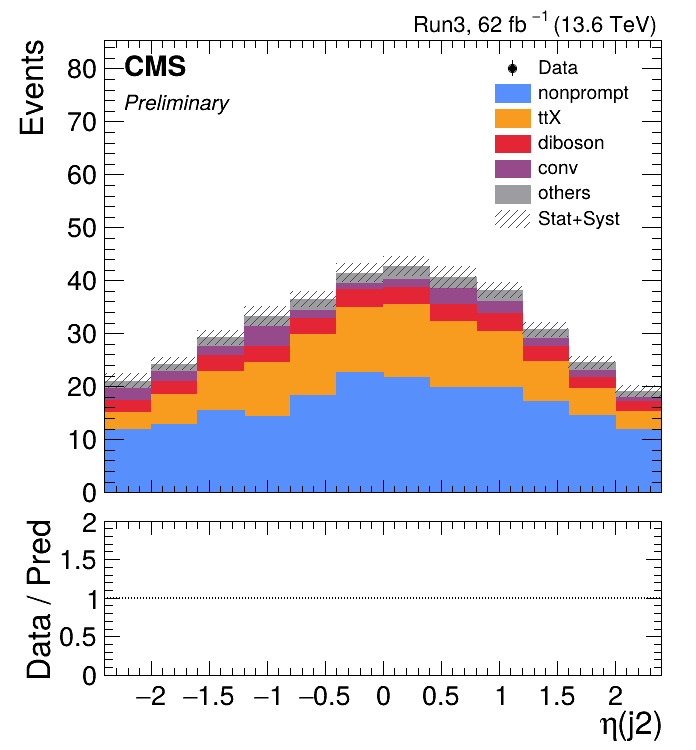 Run3, 62 fb⁻¹ (13.6 TeV)
CMS
Preliminary
Data
nonprompt
ttX
diboson
conv
others
Stat+Syst
Events
80
70
60
50
40
30
20
10
0
Data / Pred
2
1.5
1
0.5
0
−2 −1.5 −1 −0.5 0 0.5 1 1.5 2
η(j2)